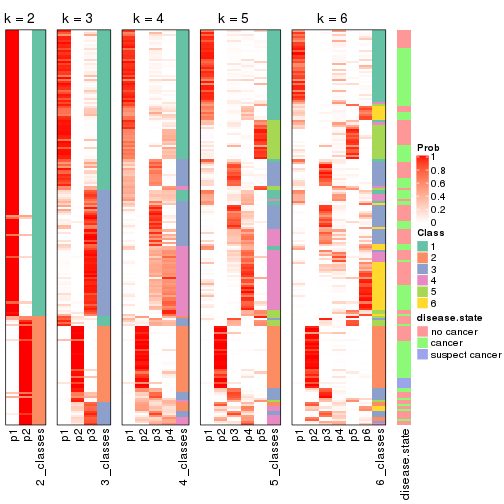 k = 2
k = 3
k = 4
k = 5
k = 6
Prob
1
0.8
0.6
0.4
0.2
0
Class
1
2
3
4
5
6
disease.state
no cancer
cancer
suspect cancer
p1
p2
2_classes
p1
p2
p3
3_classes
p1
p2
p3
p4
4_classes
p1
p2
p3
p4
p5
5_classes
p1
p2
p3
p4
p5
p6
6_classes
disease.state